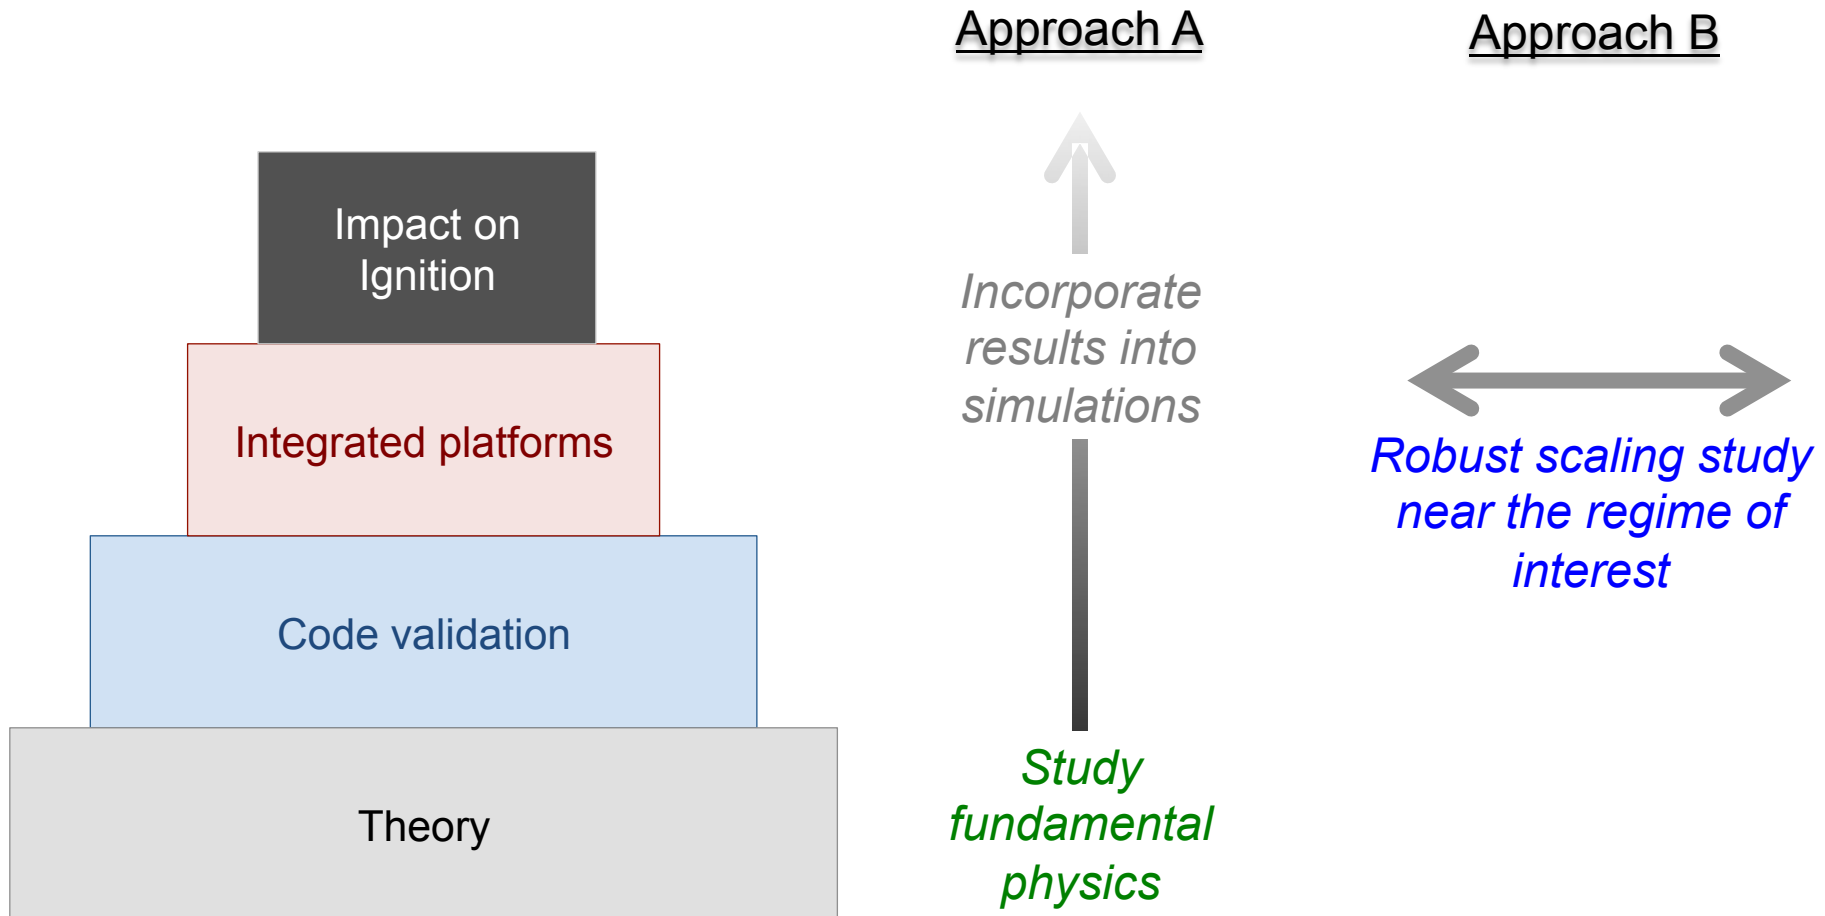 Approach A
Approach B
Impact on
Ignition
Integrated platforms
Code validation
Theory
Incorporate
results into
simulations
Study
fundamental
physics
Robust scaling study
near the regime of
interest